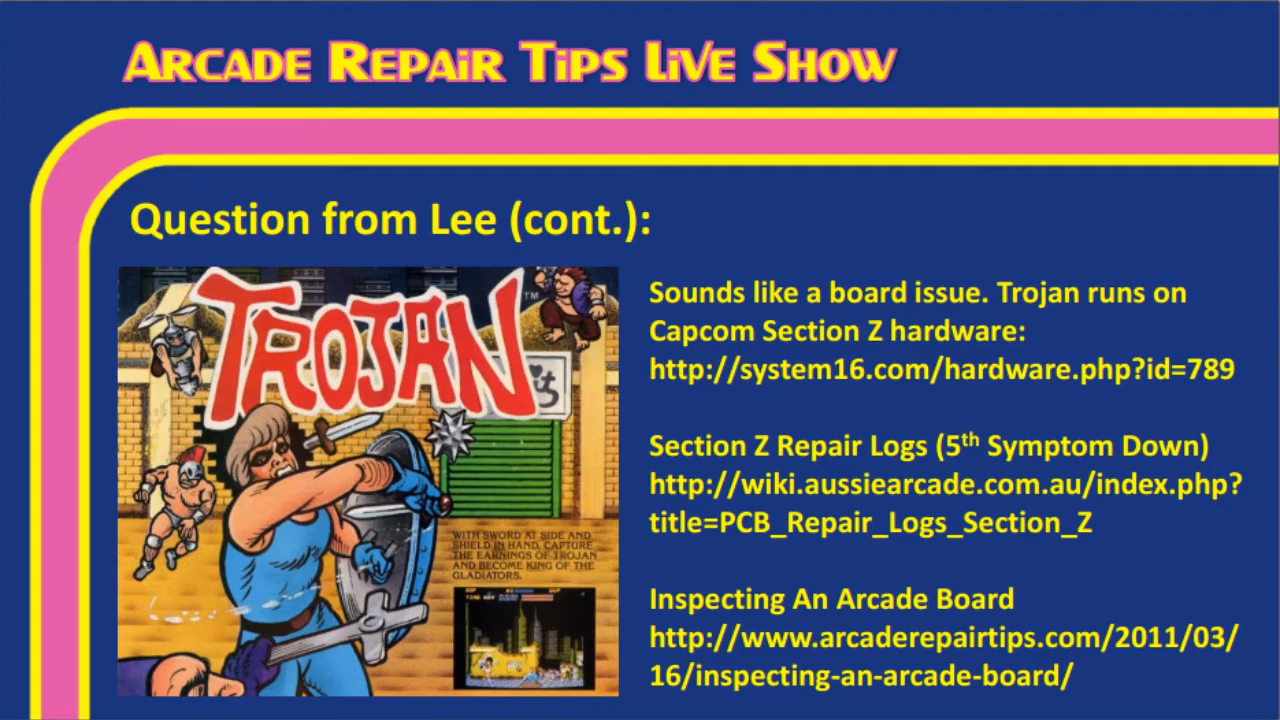 ARCADE REPAIR TIPS LIVE SHOW
Question from Lee (cont.):
TROJAN
TM
WITH SWORD AT SIDE AND
SHIELD IN HAND, CAPTURE
THE EARNINGS OF TROJAN
AND BECOME KING OF THE
GLADIATORS.
Sounds like a board issue. Trojan runs on
Capcom Section Z hardware:
http://system16.com/hardware.php?id=789
Section Z Repair Logs (5th Symptom Down)
http://wiki.aussiearcade.com.au/index.php?
title=PCB_Repair_Logs_Section_Z
Inspecting An Arcade Board
http://www.arcaderepairtips.com/2011/03/
16/inspecting-an-arcade-board/